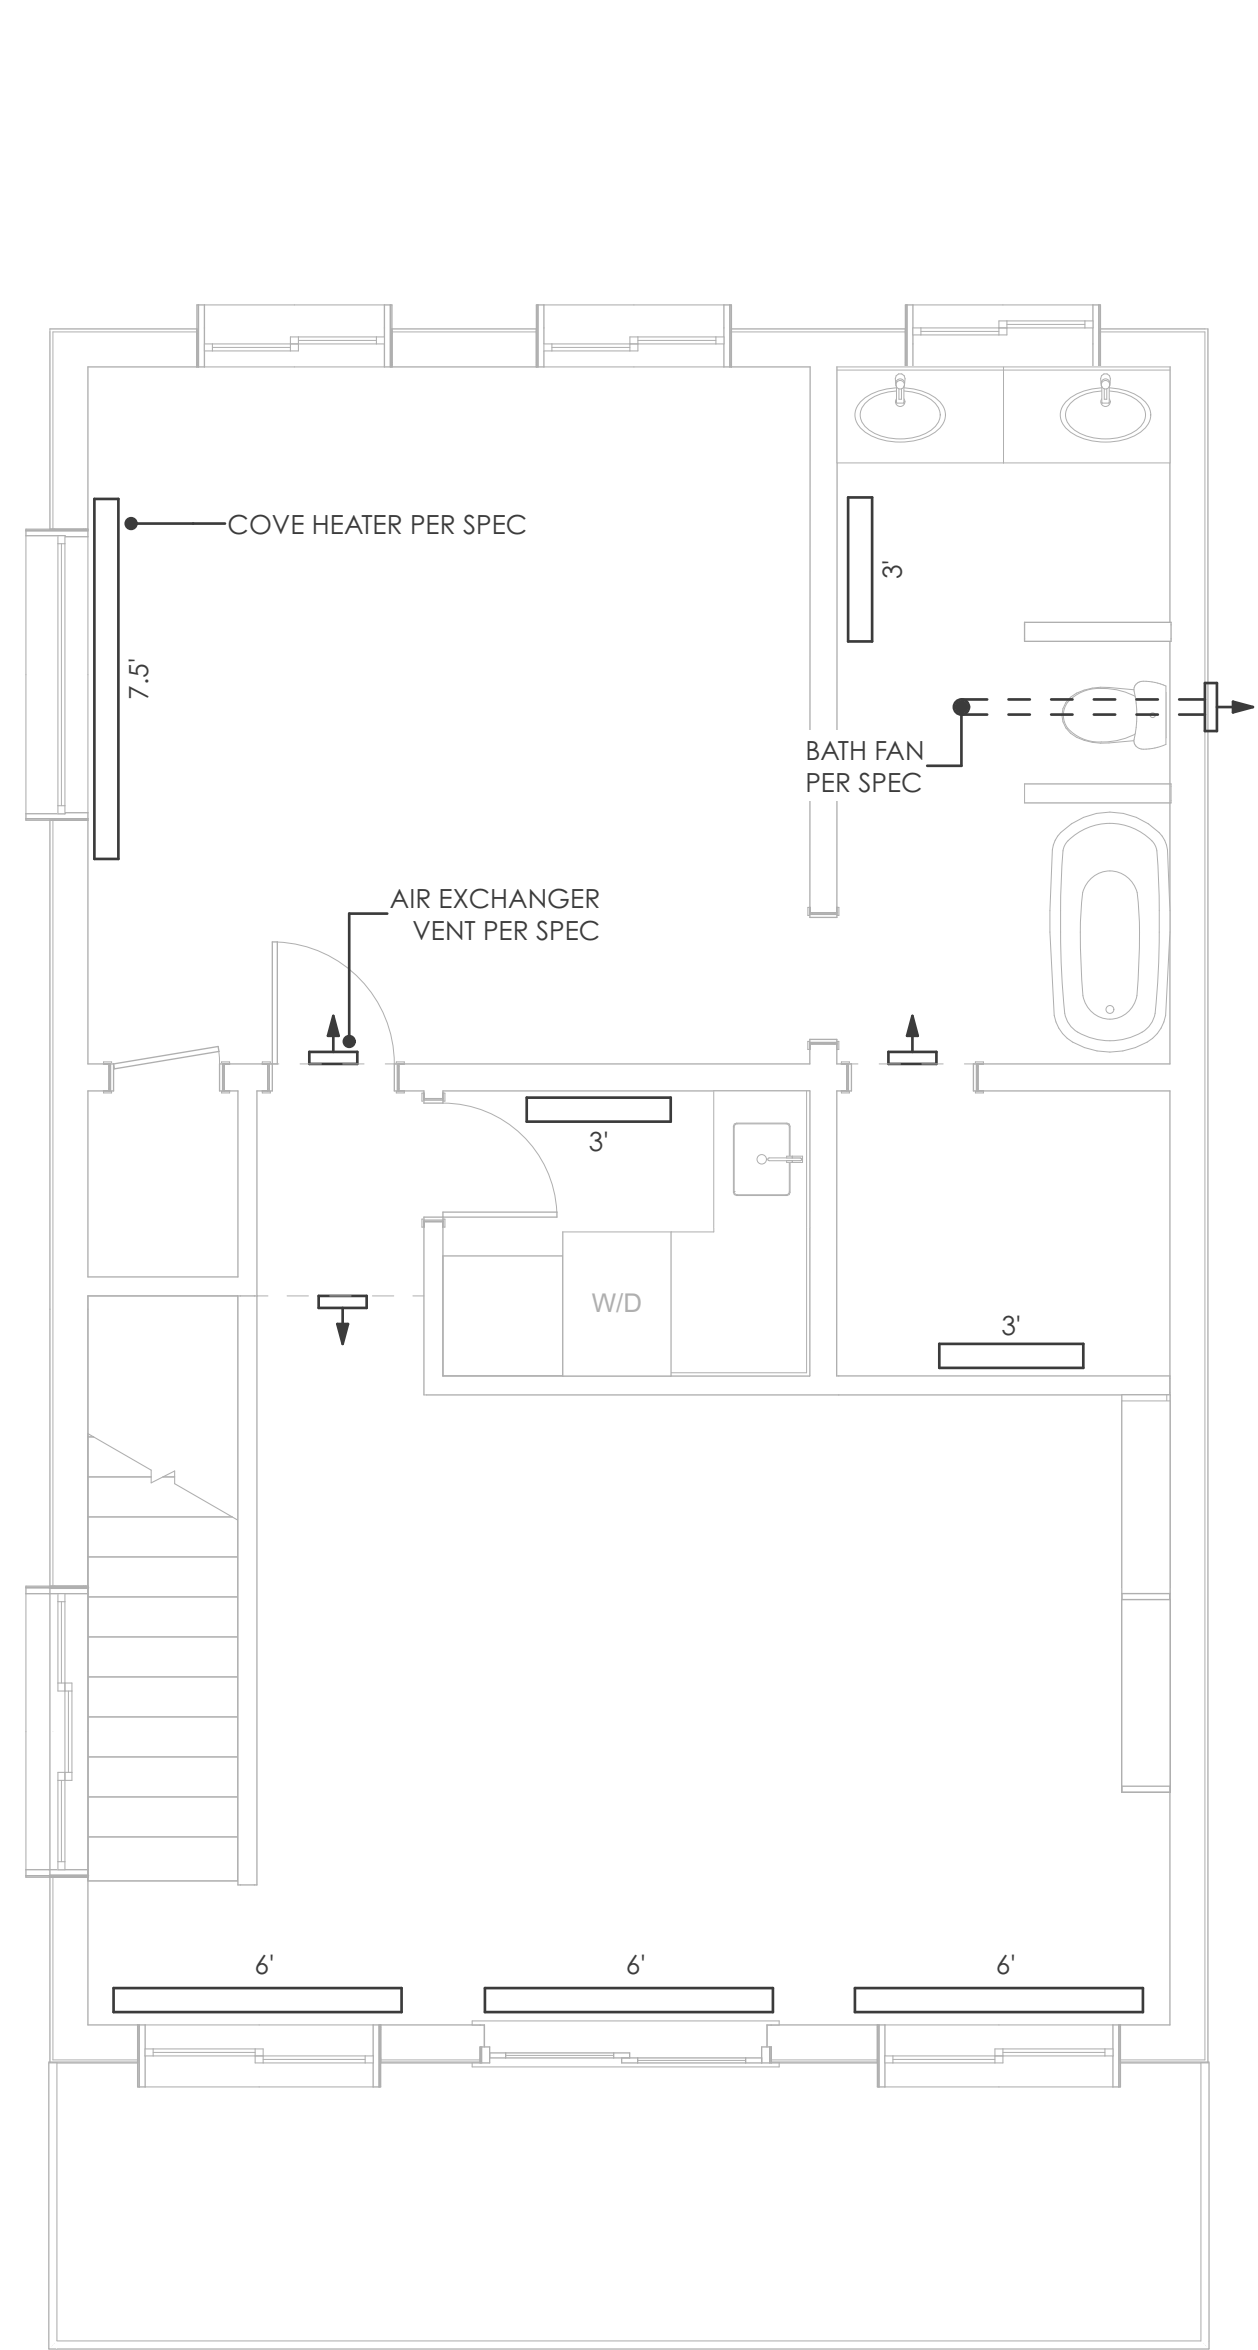 COVE HEATER PER SPEC
3'
7.5'
BATH FAN
PER SPEC
AIR EXCHANGER
VENT PER SPEC
3'
W/D
3'
6'
6'
6'